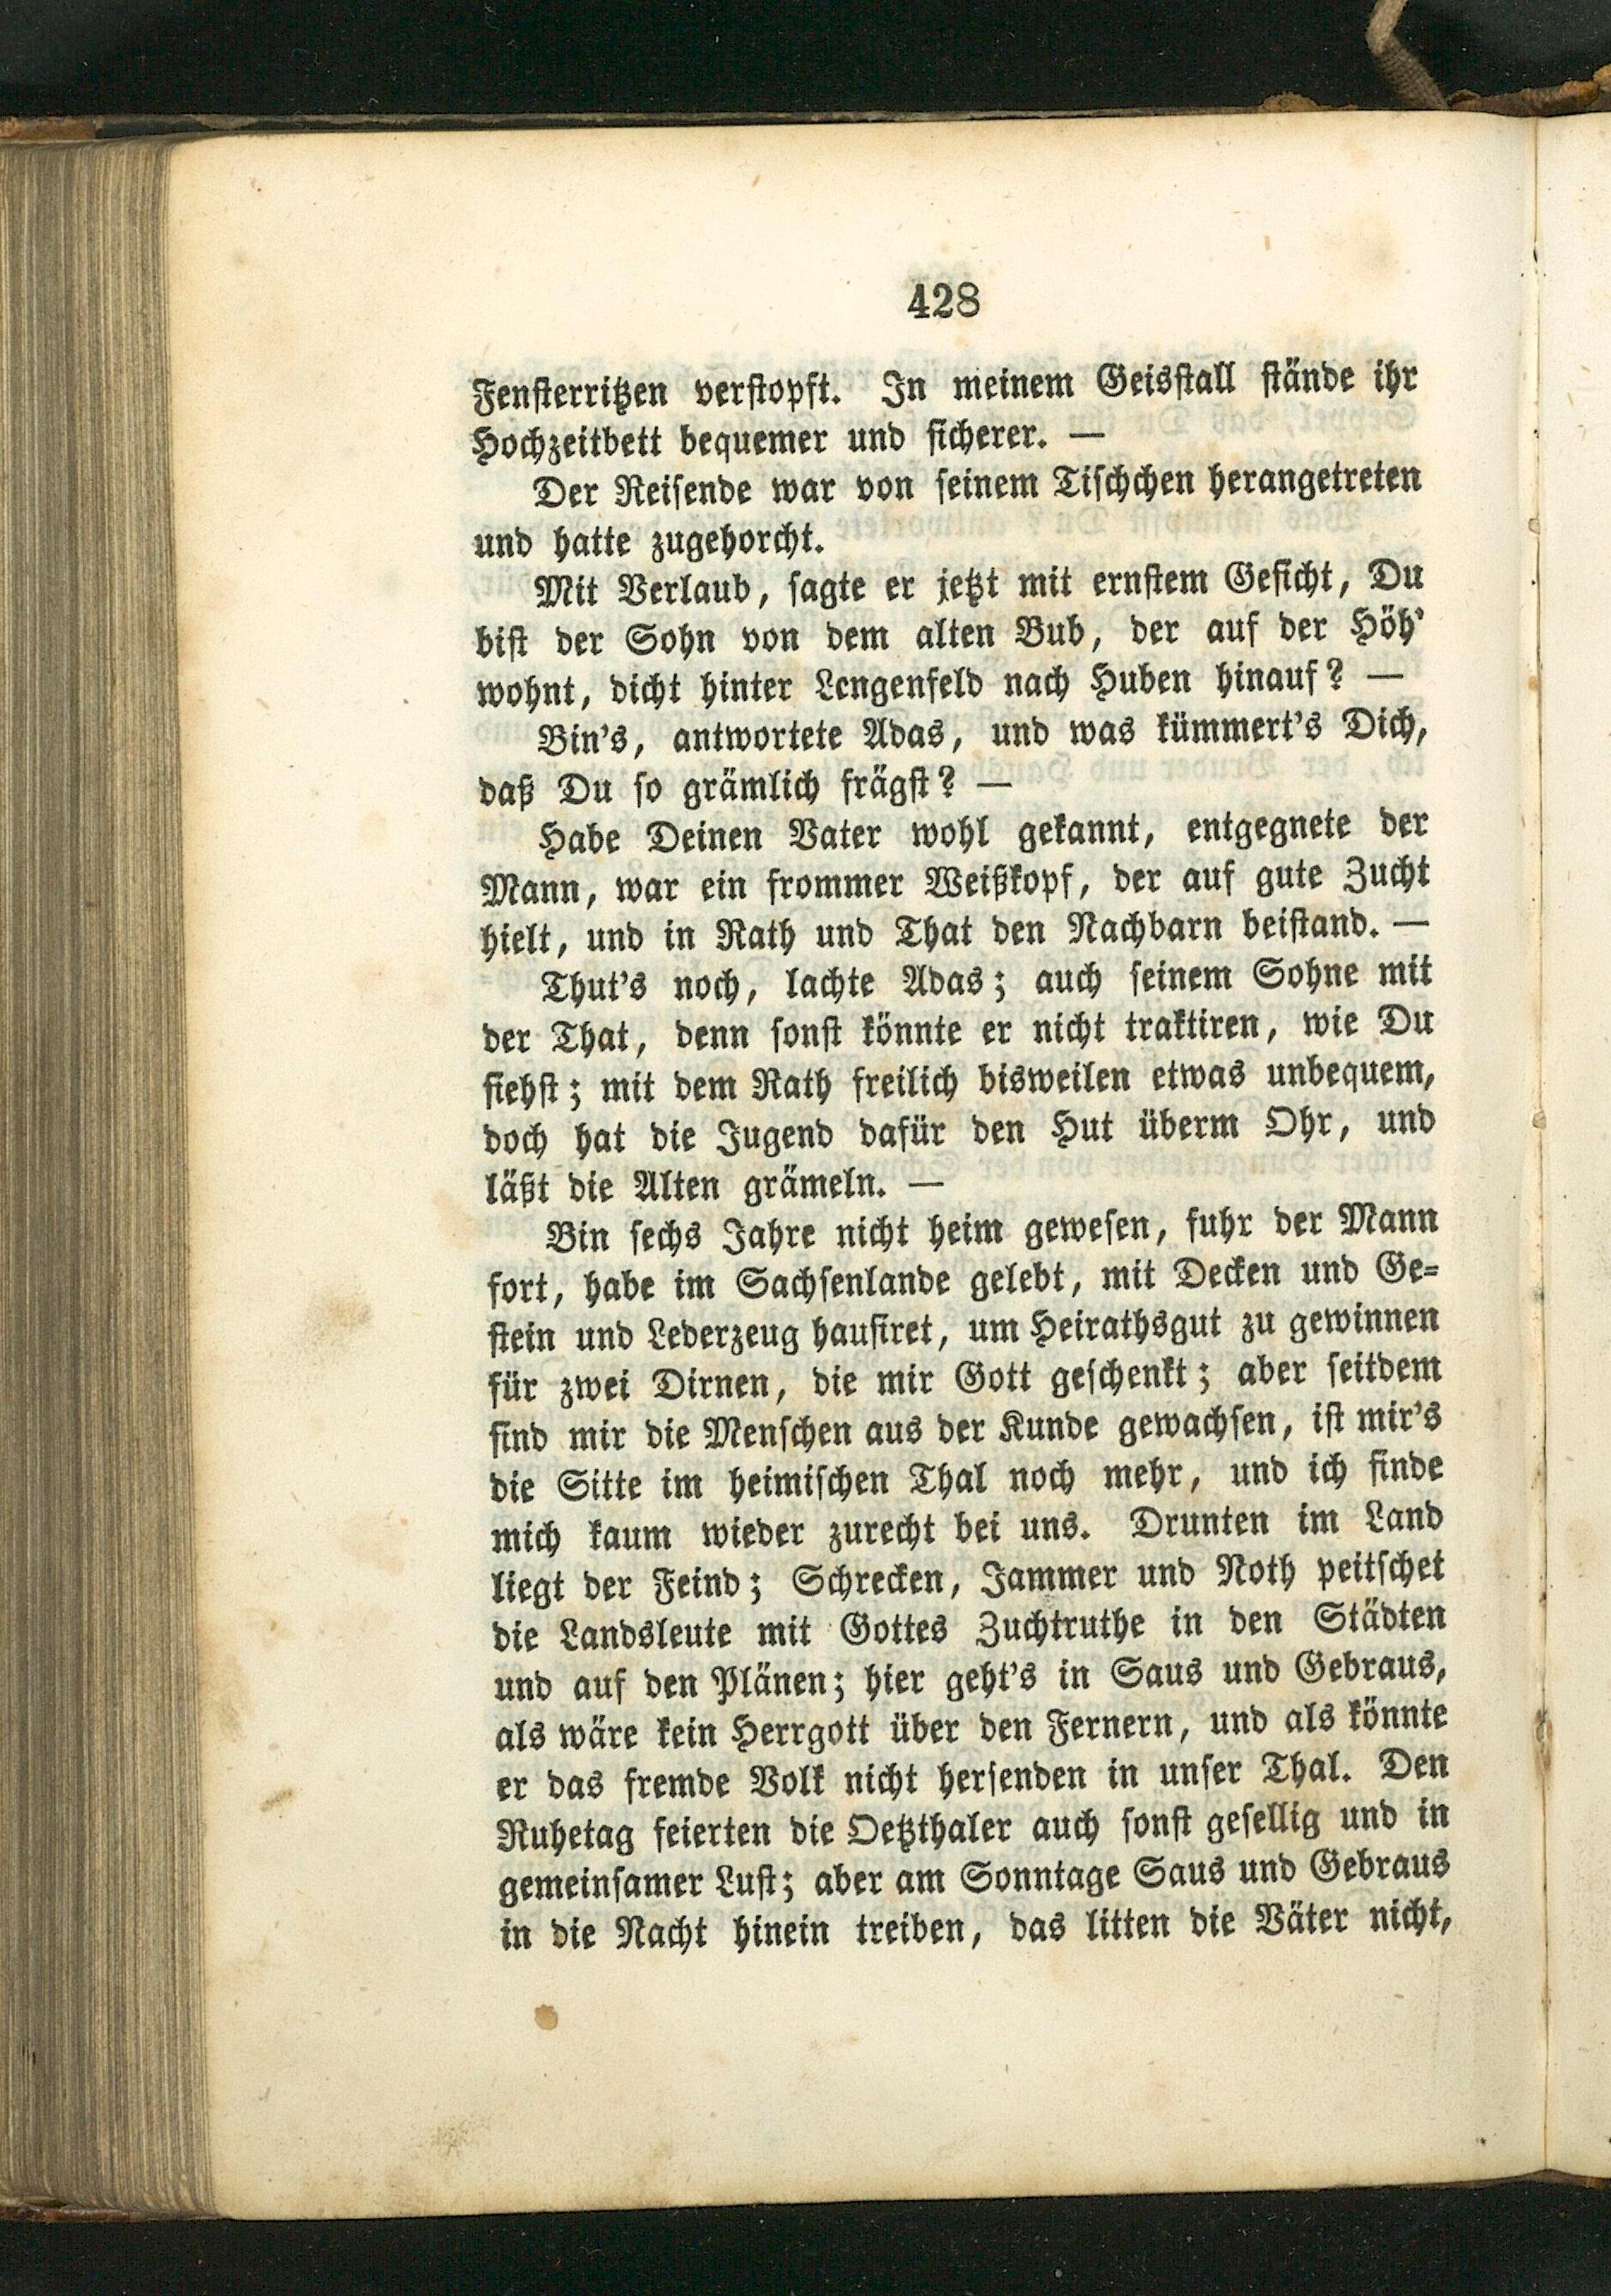 428
Fensterritzen verstopft. In meinem Geisstall stände ihr
Hochzeitbett bequemer und sicherer. —
Der Reisende war von seinem Tischchen herangetreten
und hatte zugehorcht.
Mit Verlaub, sagte er jetzt mit ernstem Gesicht, Du
bist der Sohn von dem alten Bub, der auf der Höh'
wohnt, dicht hinter Lengenfeld nach Huben hinauf? —
Bin's, antwortete Adas, und was kümmert's Dich,
daß Du so grämlich frägst? —
Habe Deinen Vater wohl gekannt, entgegnete der
Mann, war ein frommer Weißkopf, der auf gute Zucht
hielt, und in Rath und That den Nachbarn beistand. —
Thut's noch, lachte Adas; auch seinem Sohne mit
der That, denn sonst könnte er nicht traktiren, wie Du
siehst; mit dem Rath freilich bisweilen etwas unbequem,
doch hat die Jugend dafür den Hut überm Ohr, und
läßt die Alten grämeln. —
Bin sechs Jahre nicht heim gewesen, fuhr der Mann
fort, habe im Sachsenlande gelebt, mit Decken und Ge-
stein und Lederzeug hausiret, um Heirathsgut zu gewinnen
für zwei Dirnen, die mir Gott geschenkt; aber seitdem
sind mir die Menschen aus der Kunde gewachsen, ist mir's
die Sitte im heimischen Thal noch mehr, und ich finde
mich kaum wieder zurecht bei uns. Drunten im Land
liegt der Feind; Schrecken, Jammer und Noth peitschet
die Landsleute mit Gottes Zuchtruthe in den Städten
und auf den Plänen; hier geht's in Saus und Gebraus,
als wäre kein Herrgott über den Fernern, und als könnte
er das fremde Volk nicht hersenden in unser Thal. Den
Ruhetag feierten die Oetzthaler auch sonst gesellig und in
gemeinsamer Lust; aber am Sonntage Saus und Gebraus
in die Nacht hinein treiben, das litten die Väter nicht,